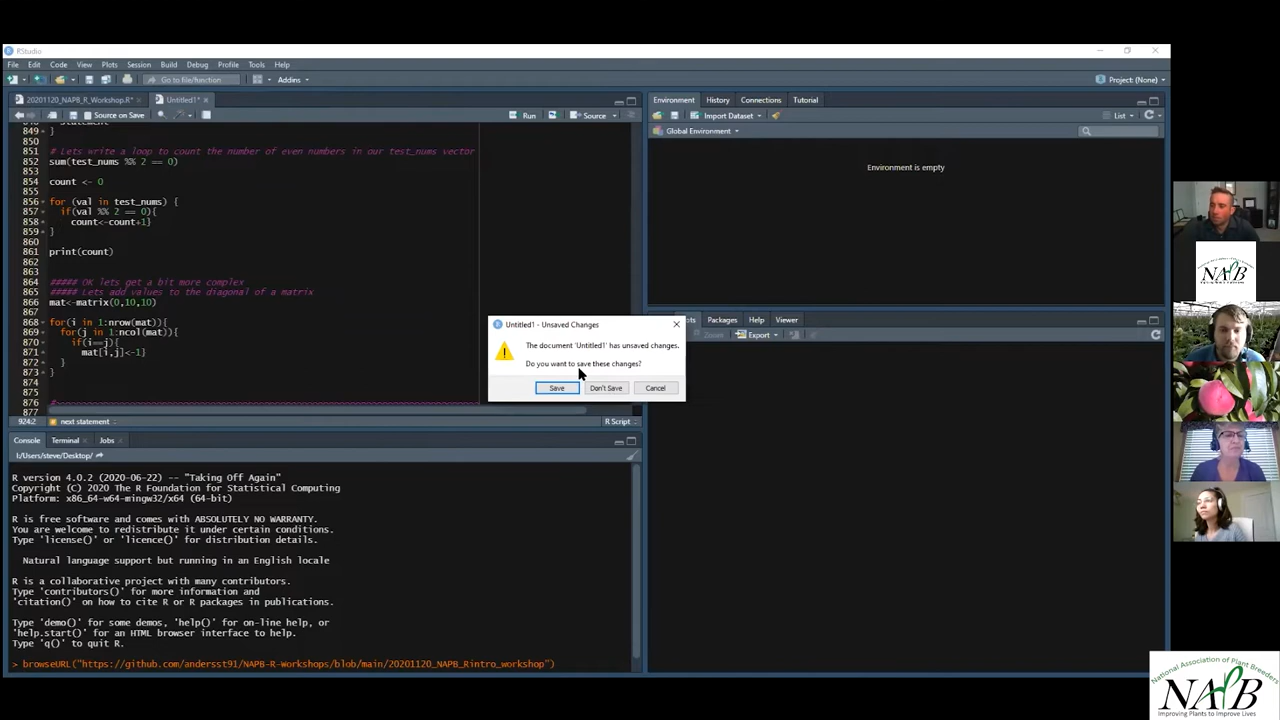 RStudio
File Edit Code View Plots Session Build Debug Profile Tools Help
Go to file/function Addins Project: (None)
20201120_NAPB_R_Workshop.R* Untitled1*
Source on Save Run Source
849 }
850
851 # Lets write a loop to count the number of even numbers in our test_nums vector
852 sum(test_nums %% 2 == 0)
853
854 count <- 0
855
856 for (val in test_nums) {
857 if(val %% 2 == 0){
858 count<-count+1}
859 }
860
861 print(count)
862
863
864 ##### OK lets get a bit more complex
865 ##### Lets add values to the diagonal of a matrix
866 mat<-matrix(0,10,10)
867
868 for(i in 1:nrow(mat)){
869 for(j in 1:ncol(mat)){
870 if(i==j){
871 mat[i,j]<-1}
872 }
873 }
874
875
876
877
924:2 next statement R Script
Console Terminal Jobs
I:/Users/steve/Desktop/
R version 4.0.2 (2020-06-22) -- "Taking Off Again"
Copyright (C) 2020 The R Foundation for Statistical Computing
Platform: x86_64-w64-mingw32/x64 (64-bit)
R is free software and comes with ABSOLUTELY NO WARRANTY.
You are welcome to redistribute it under certain conditions.
Type 'license()' or 'licence()' for distribution details.
Natural language support but running in an English locale
R is a collaborative project with many contributors.
Type 'contributors()' for more information and
'citation()' on how to cite R or R packages in publications.
Type 'demo()' for some demos, 'help()' for on-line help, or
'help.start()' for an HTML browser interface to help.
Type 'q()' to quit R.
> browseURL("https://github.com/andersst91/NAPB-R-Workshops/blob/main/20201120_NAPB_Rintro_workshop")
Environment History Connections Tutorial
Import Dataset List
Global Environment
Environment is empty
Packages Help Viewer
Zoom Export
Untitled1 - Unsaved Changes
The document 'Untitled1' has unsaved changes.
Do you want to save these changes?
Save Don't Save Cancel
NAPB
National Association of Plant Breeders
NAPB
Improving Plants to Improve Lives